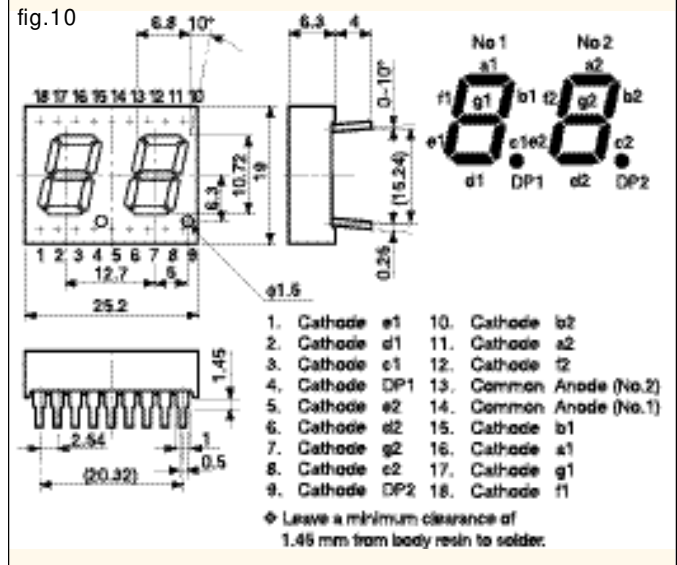 fig.10
6.8 10°
6.3 4
No 1 No 2
a1 a2
18 17 16 15 14 13 12 11 10
0~10°
f1 g1 b1 f2 g2 b2
e1 c1 e2 c2
10.72
19
(15.24)
6.3
d1 DP1 d2 DP2
1 2 3 4 5 6 7 8 9
0.25
12.7 5
ϕ1.5
25.2
1. Cathode e1 10. Cathode b2
2. Cathode d1 11. Cathode a2
3. Cathode c1 12. Cathode f2
4. Cathode DP1 13. Common Anode (No.2)
5. Cathode e2 14. Common Anode (No.1)
6. Cathode d2 15. Cathode b1
7. Cathode g2 16. Cathode a1
8. Cathode c2 17. Cathode g1
9. Cathode DP2 18. Cathode f1
1.45
2.54 1
0.5
(20.32)
❖ Leave a minimum clearance of
1.45 mm from body resin to solder.